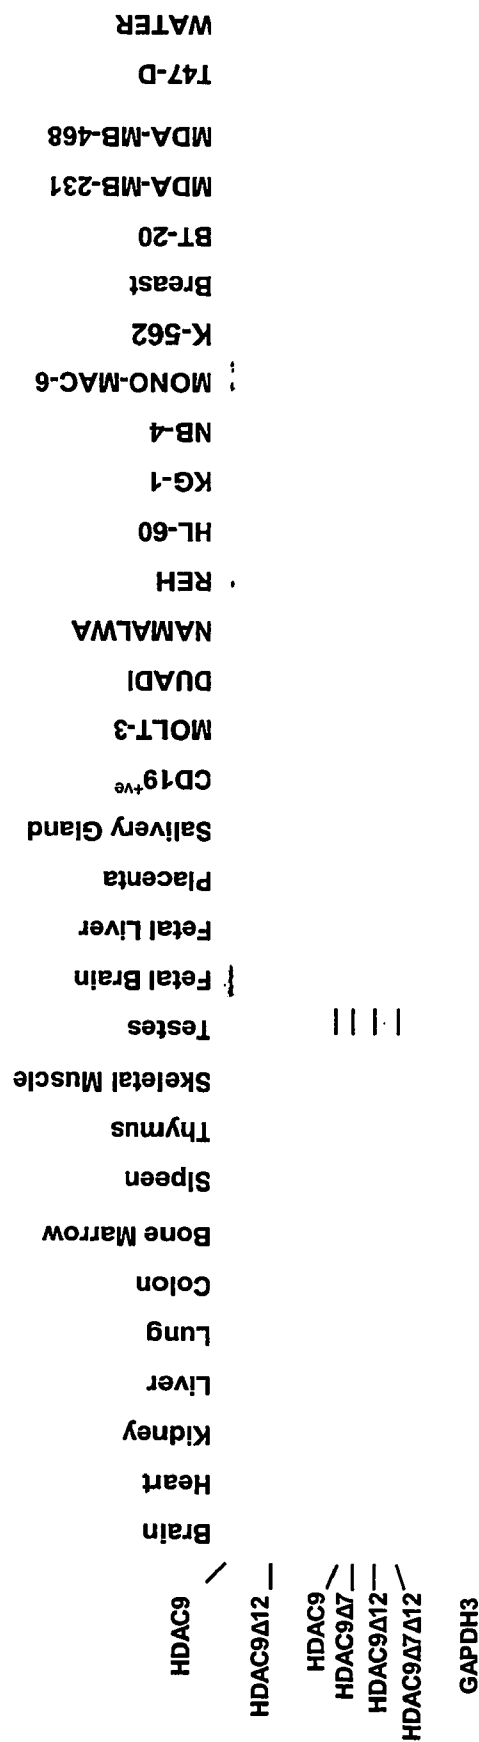 WATER
T47-D
MDA-MB-468
MDA-MB-231
BT-20
Breast
K-562
MONO-MAC-6
NB-4
KG-1
HL-60
REH
NAMALWA
DUADI
MOLT-3
CD19+ve
Salivery Gland
Placenta
Fetal Liver
Fetal Brain
Testes
Skeletal Muscle
Thymus
Slpeen
Bone Marrow
Colon
Lung
Liver
Kidney
Heart
Brain
HDAC9
HDAC9Δ12
HDAC9
HDAC9Δ7
HDAC9Δ12
HDAC9Δ7Δ12
GAPDH3